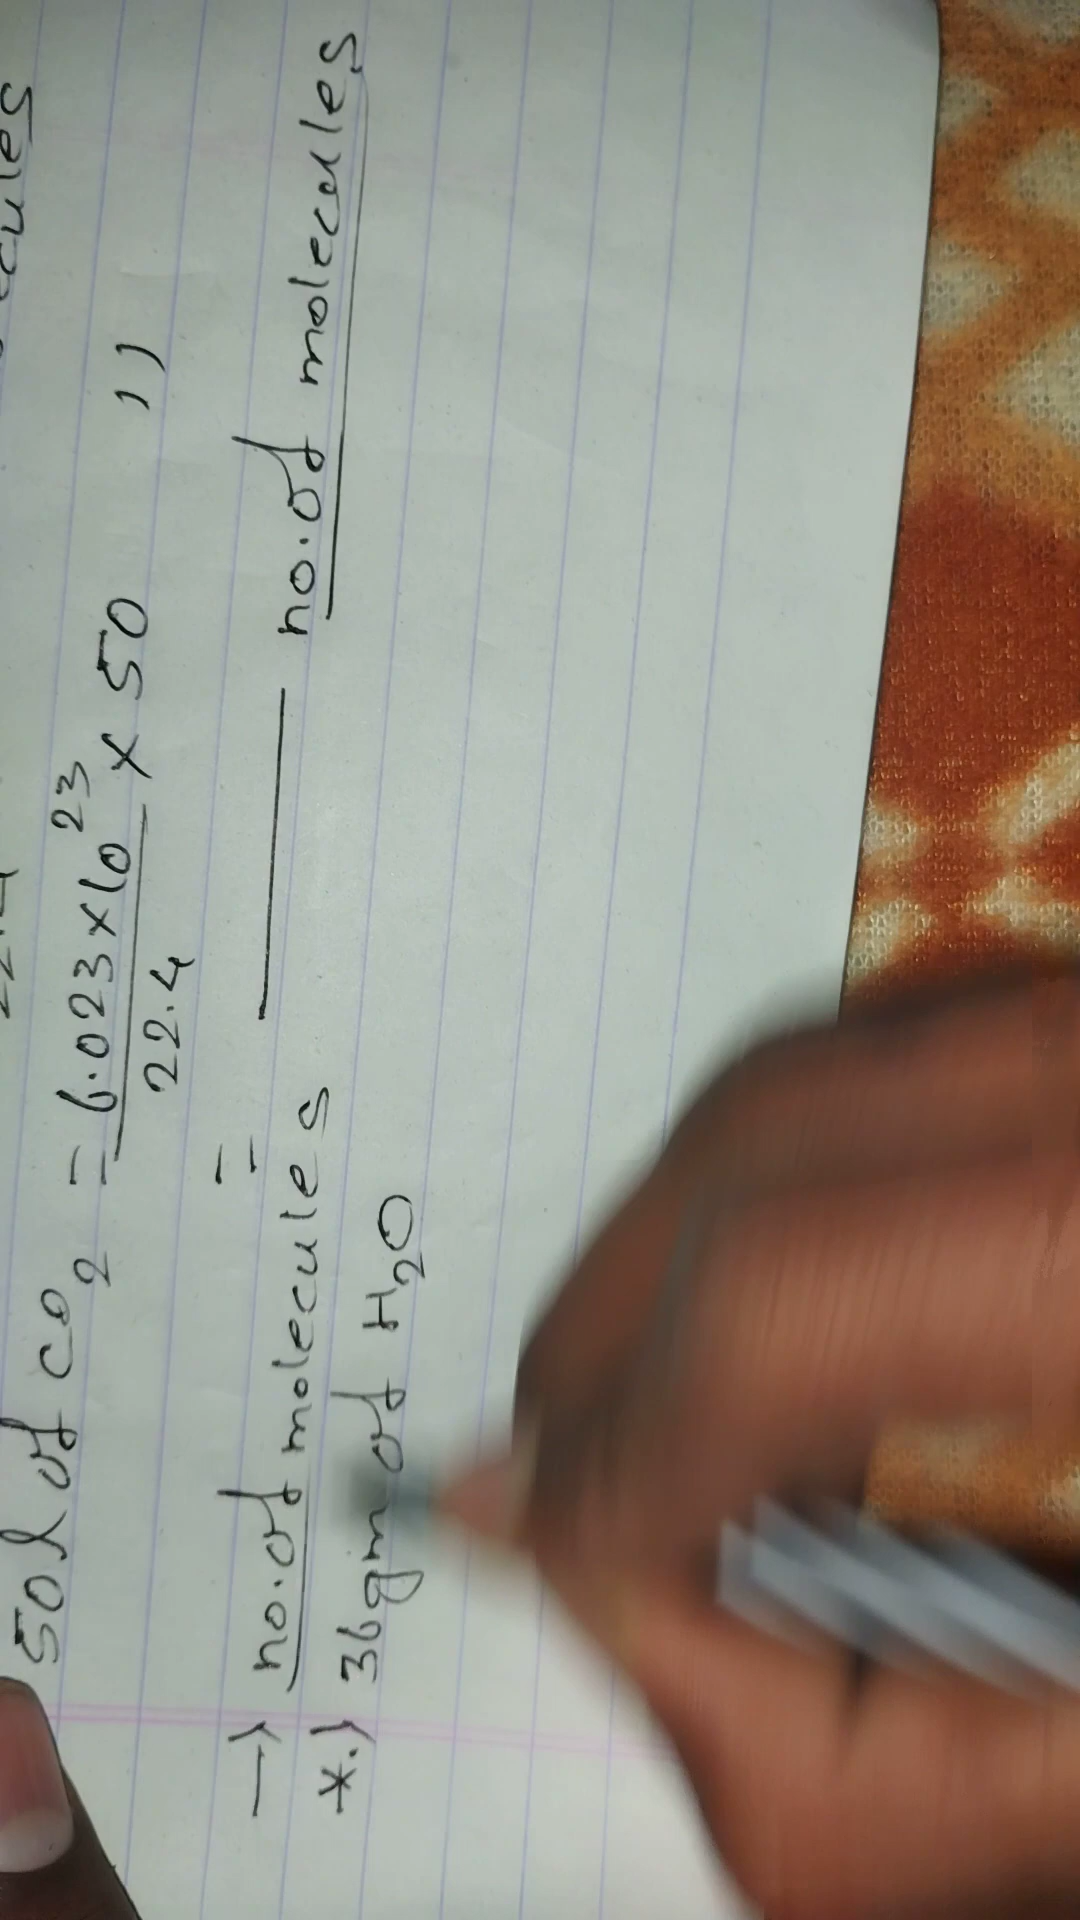 cules
50l of CO2 = 6.023×10^23 / 22.4 × 50 ''
→ no.of molecules = —— no.of molecules
*.) 36gm of H2O